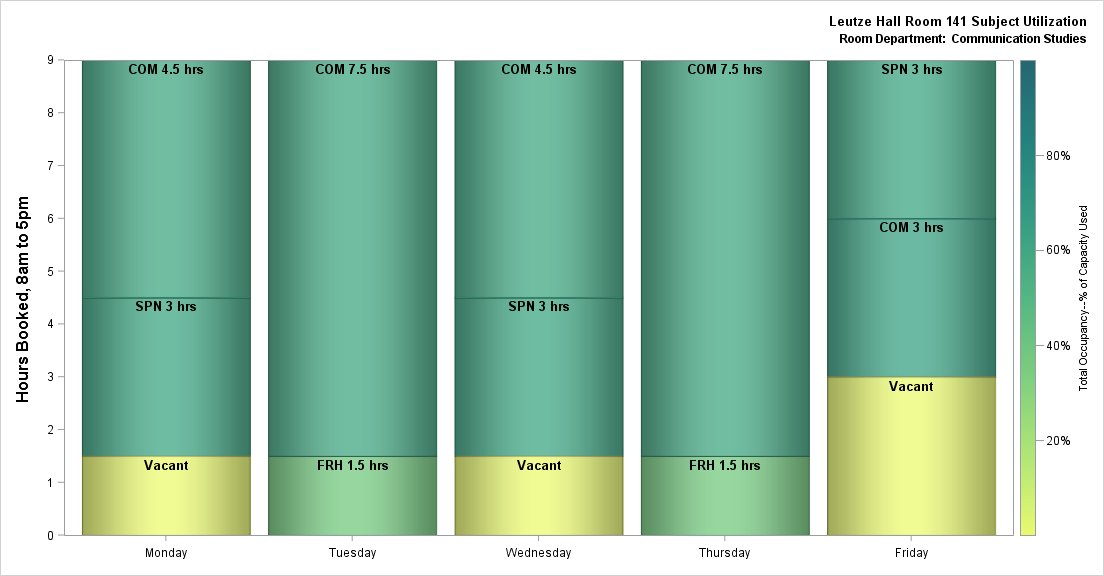 Leutze Hall Room 141 Subject Utilization
Room Department: Communication Studies
Hours Booked, 8am to 5pm
9
8
7
6
5
4
3
2
1
0
COM 4.5 hrs
SPN 3 hrs
Vacant
COM 7.5 hrs
FRH 1.5 hrs
COM 4.5 hrs
SPN 3 hrs
Vacant
COM 7.5 hrs
FRH 1.5 hrs
SPN 3 hrs
COM 3 hrs
Vacant
Monday
Tuesday
Wednesday
Thursday
Friday
80%
60%
40%
20%
Total Occupancy--% of Capacity Used